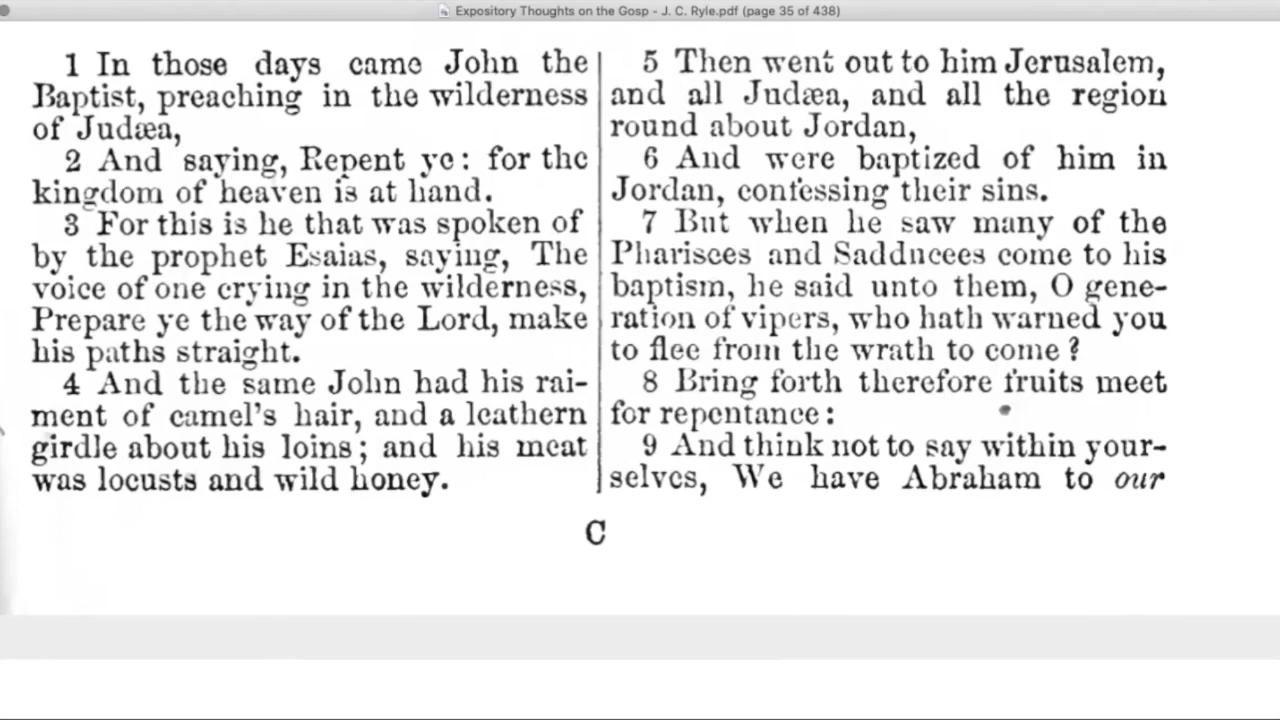 Expository Thoughts on the Gosp - J. C. Ryle.pdf (page 35 of 438)
1 In those days came John the
Baptist, preaching in the wilderness
of Judæa,
2 And saying, Repent ye: for the
kingdom of heaven is at hand.
3 For this is he that was spoken of
by the prophet Esaias, saying, The
voice of one crying in the wilderness,
Prepare ye the way of the Lord, make
his paths straight.
4 And the same John had his rai-
ment of camel's hair, and a leathern
girdle about his loins; and his meat
was locusts and wild honey.
5 Then went out to him Jerusalem,
and all Judæa, and all the region
round about Jordan,
6 And were baptized of him in
Jordan, confessing their sins.
7 But when he saw many of the
Pharisees and Sadducees come to his
baptism, he said unto them, O gene-
ration of vipers, who hath warned you
to flee from the wrath to come?
8 Bring forth therefore fruits meet
for repentance:
9 And think not to say within your-
selves, We have Abraham to our
C